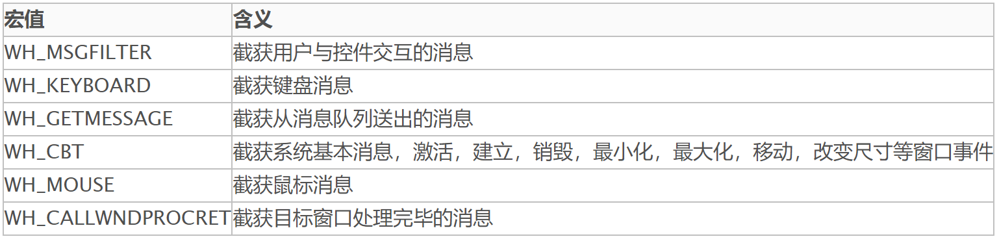 宏值 含义
WH_MSGFILTER 截获用户与控件交互的消息
WH_KEYBOARD 截获键盘消息
WH_GETMESSAGE 截获从消息队列送出的消息
WH_CBT 截获系统基本消息，激活，建立，销毁，最小化，最大化，移动，改变尺寸等窗口事件
WH_MOUSE 截获鼠标消息
WH_CALLWNDPROCRET 截获目标窗口处理完毕的消息